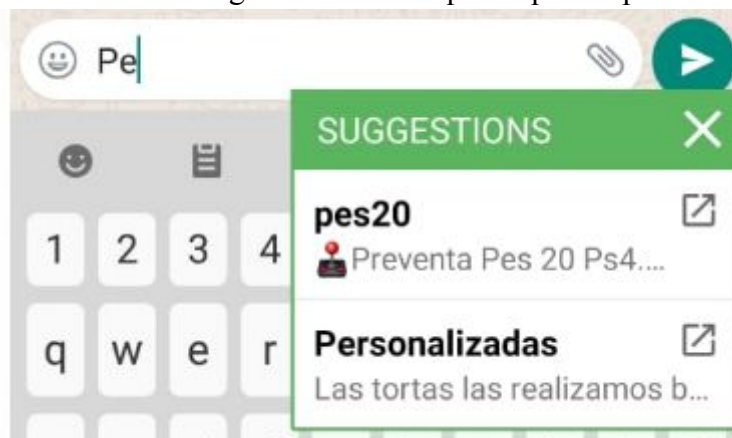 Pe
SUGGESTIONS
pes20
🕹️Preventa Pes 20 Ps4....
Personalizadas
Las tortas las realizamos b...
1 2 3 4
q w e r